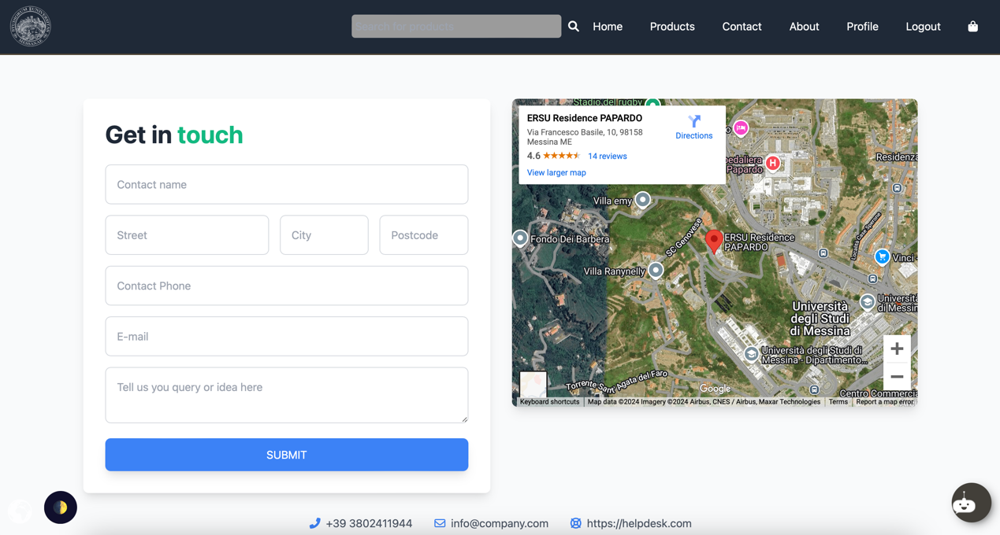 Search for products
Home
Products
Contact
About
Profile
Logout
Get in touch
Contact name
Street
City
Postcode
Contact Phone
E-mail
Tell us you query or idea here
SUBMIT
Stadio del rugby
ERSU Residence PAPARDO
Via Francesco Basile, 10, 98158
Messina ME
4.6
14 reviews
View larger map
Directions
Papardo
H
Residenza
Villa emy
Fondo Dei Barbera
SC Genovese
ERSU Residence
PAPARDO
Località Case Sperone
Vinci -
Villa Ranynelly
Università
degli Studi
di Messina
Università
di Messin
Università degli Studi di
Messina - Dipartimento...
Torrente Sant' Agata del Faro
Google
Centro Commercia
Keyboard shortcuts
Map data ©2024 Imagery ©2024 Airbus, CNES / Airbus, Maxar Technologies
Terms
Report a map error
+39 3802411944
info@company.com
https://helpdesk.com